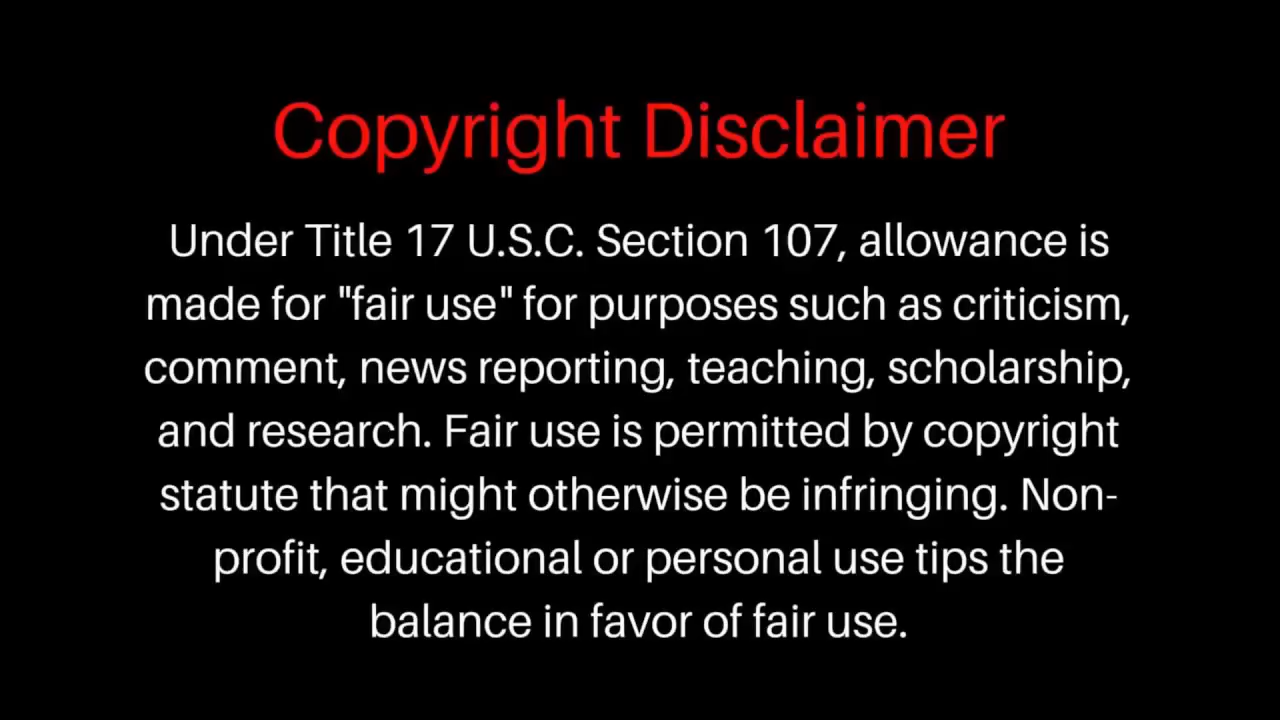 Copyright Disclaimer
Under Title 17 U.S.C. Section 107, allowance is
made for "fair use" for purposes such as criticism,
comment, news reporting, teaching, scholarship,
and research. Fair use is permitted by copyright
statute that might otherwise be infringing. Non-
profit, educational or personal use tips the
balance in favor of fair use.